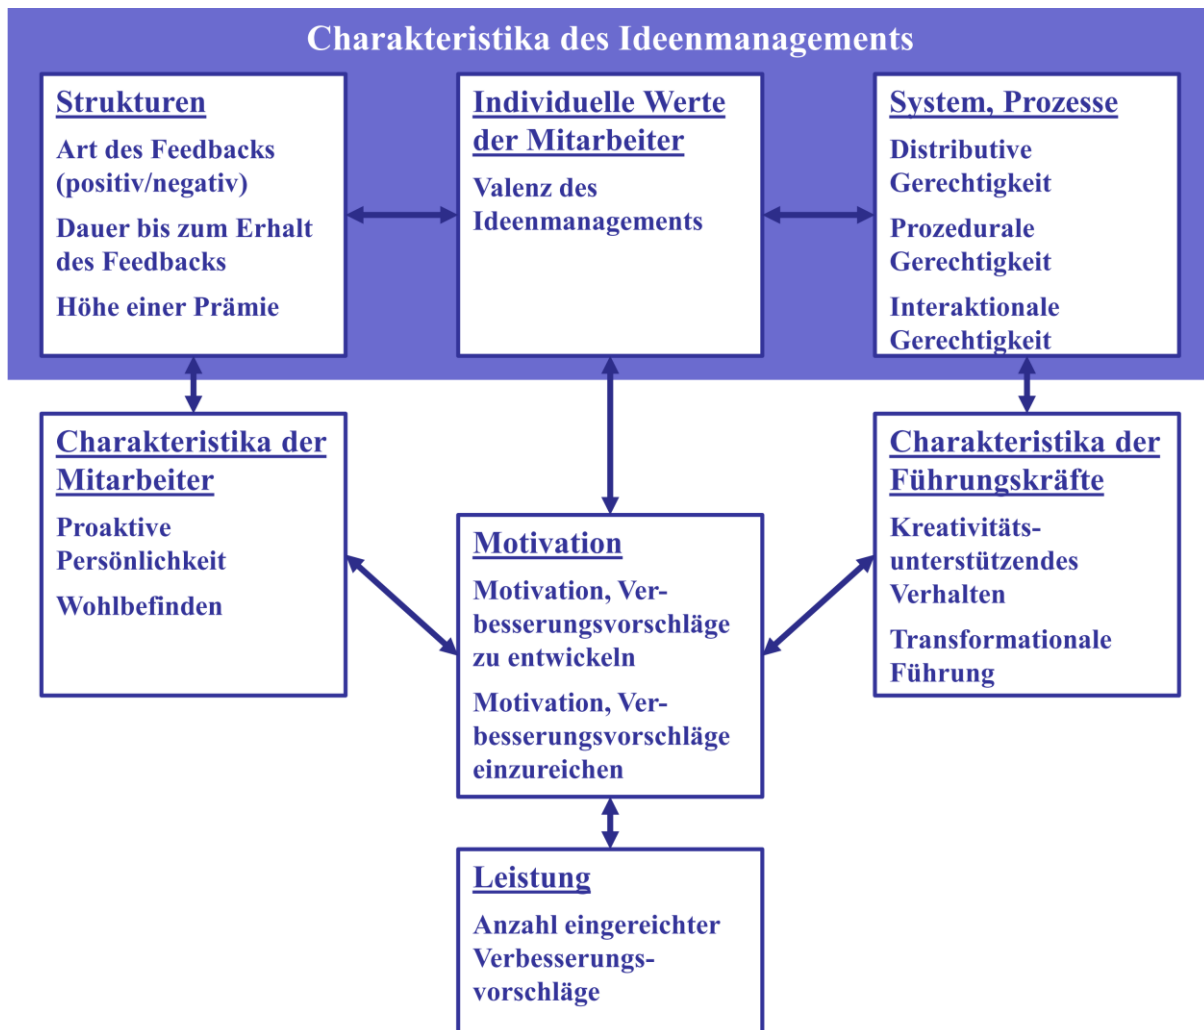 Charakteristika des Ideenmanagements
Strukturen
Art des Feedbacks
(positiv/negativ)
Dauer bis zum Erhalt
des Feedbacks
Höhe einer Prämie
Individuelle Werte
der Mitarbeiter
Valenz des
Ideenmanagements
System, Prozesse
Distributive
Gerechtigkeit
Prozedurale
Gerechtigkeit
Interaktionale
Gerechtigkeit
Charakteristika der
Mitarbeiter
Proaktive
Persönlichkeit
Wohlbefinden
Motivation
Motivation, Ver-
besserungsvorschläge
zu entwickeln
Motivation, Ver-
besserungsvorschläge
einzureichen
Charakteristika der
Führungskräfte
Kreativitäts-
unterstützendes
Verhalten
Transformationale
Führung
Leistung
Anzahl eingereichter
Verbesserungs-
vorschläge